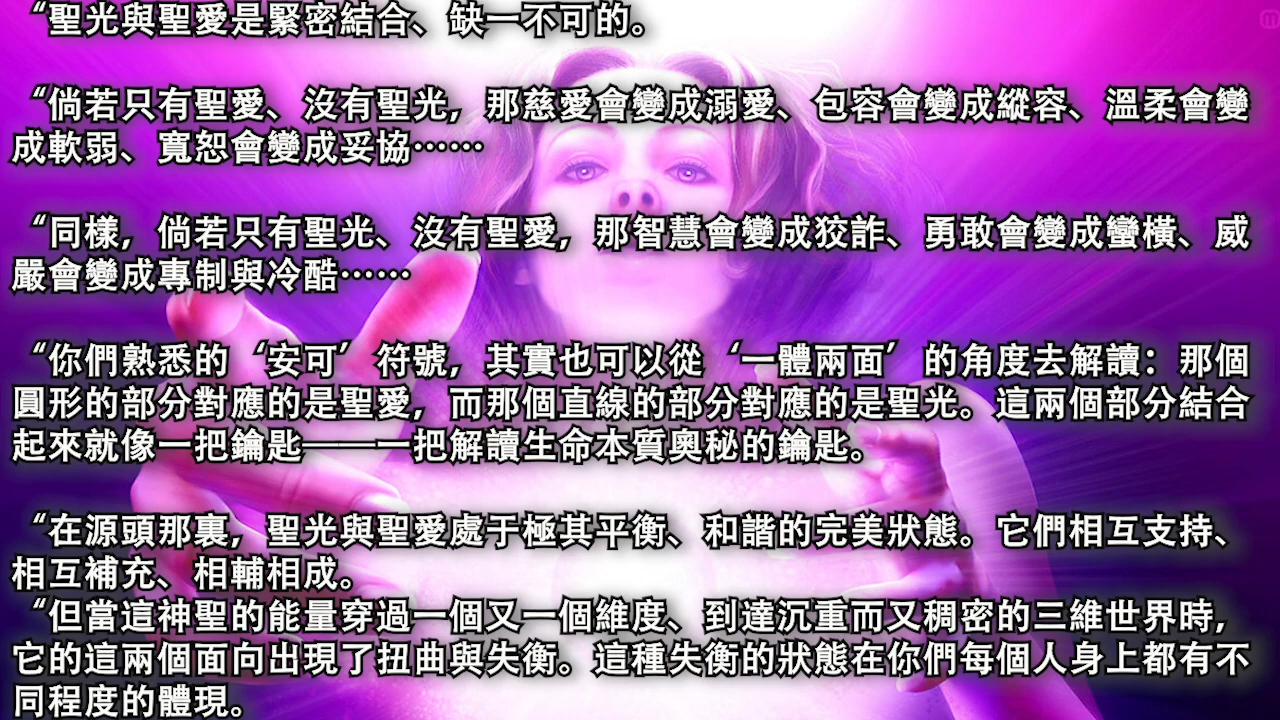 “聖光與聖愛是緊密結合、缺一不可的。
“倘若只有聖愛、沒有聖光，那慈愛會變成溺愛、包容會變成縱容、溫柔會變
成軟弱、寬恕會變成妥協……
“同樣，倘若只有聖光、沒有聖愛，那智慧會變成狡詐、勇敢會變成蠻橫、威
嚴會變成專制與冷酷……
“你們熟悉的‘安可’符號，其實也可以從‘一體兩面’的角度去解讀：那個
圓形的部分對應的是聖愛，而那個直線的部分對應的是聖光。這兩個部分結合
起來就像一把鑰匙——一把解讀生命本質奧秘的鑰匙。
“在源頭那裏，聖光與聖愛處于極其平衡、和諧的完美狀態。它們相互支持、
相互補充、相輔相成。
“但當這神聖的能量穿過一個又一個維度、到達沉重而又稠密的三維世界時，
它的這兩個面向出現了扭曲與失衡。這種失衡的狀態在你們每個人身上都有不
同程度的體現。